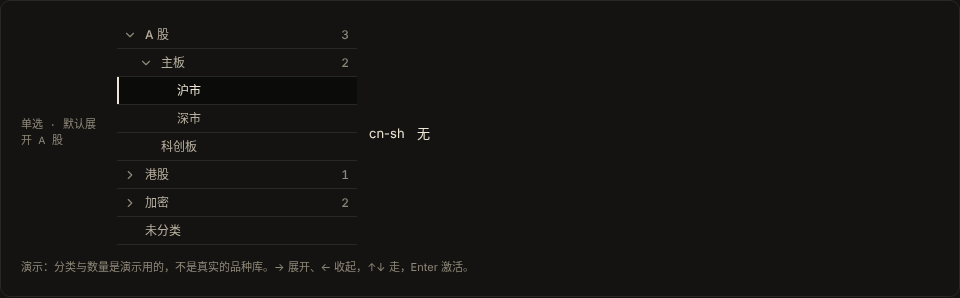 单选 · 默认展
开 A 股
A 股 3
主板 2
沪市
深市
科创板
港股 1
加密 2
未分类
cn-sh 无
演示：分类与数量是演示用的，不是真实的品种库。→ 展开、← 收起，↑↓ 走，Enter 激活。